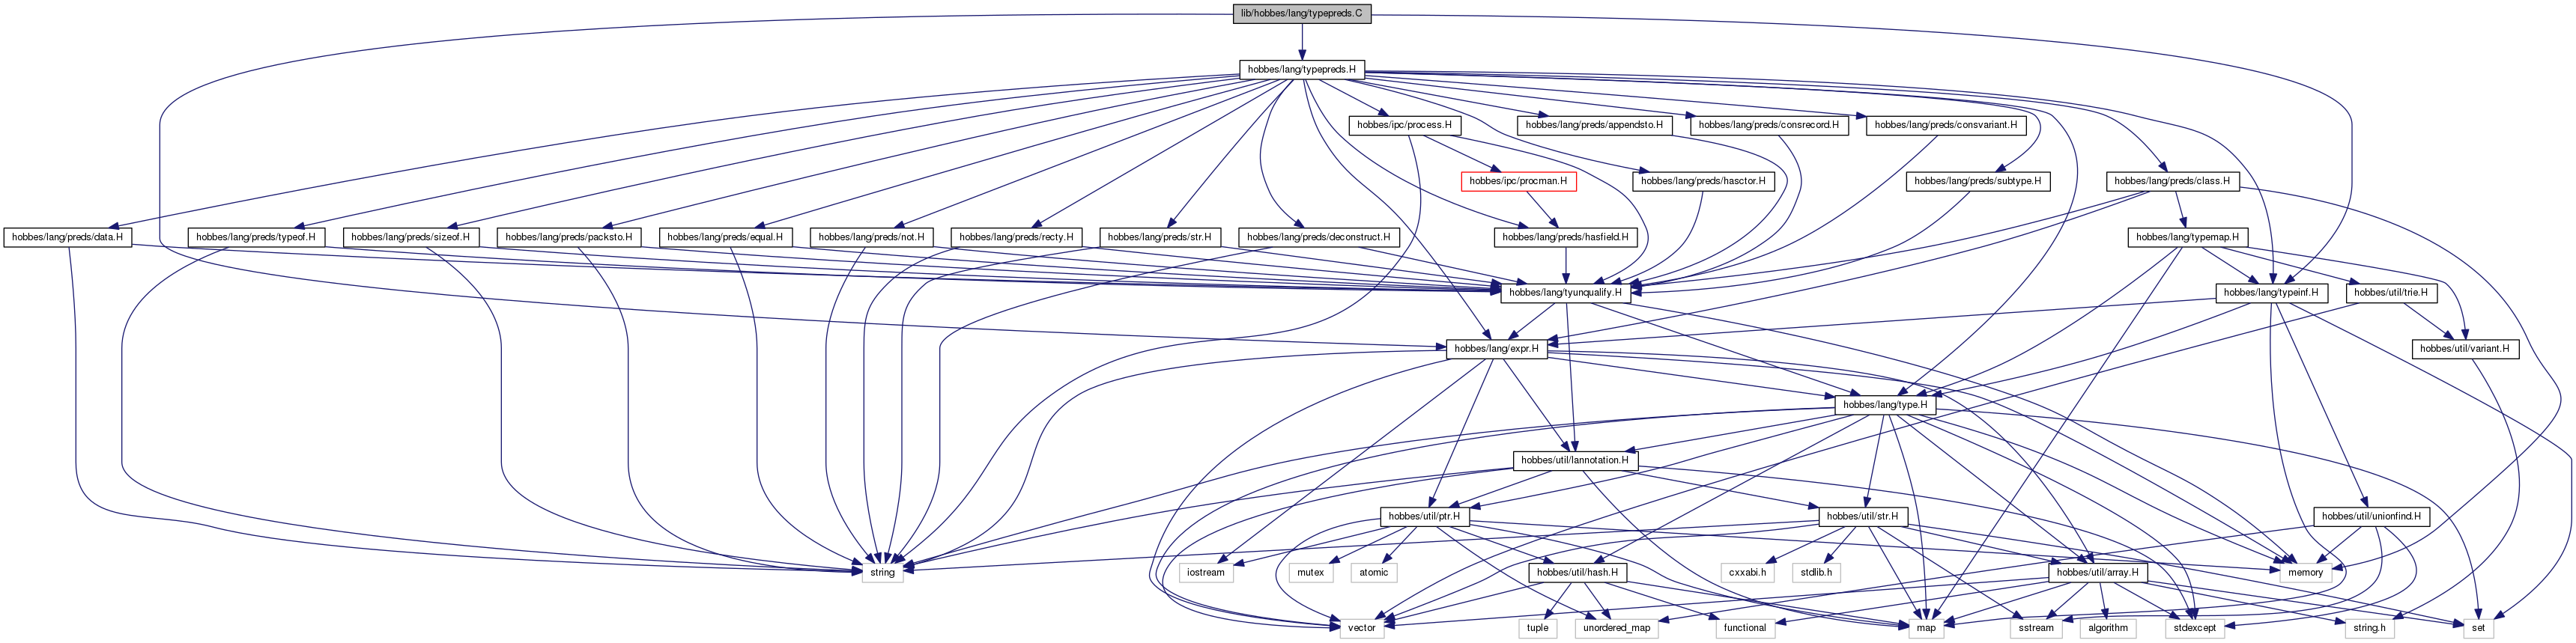 lib/hobbes/lang/typepreds.C
hobbes/lang/typepreds.H
hobbes/ipc/process.H
hobbes/lang/preds/appendsto.H
hobbes/lang/preds/consrecord.H
hobbes/lang/preds/consvariant.H
hobbes/ipc/procman.H
hobbes/lang/preds/hasctor.H
hobbes/lang/preds/subtype.H
hobbes/lang/preds/class.H
hobbes/lang/preds/data.H
hobbes/lang/preds/typeof.H
hobbes/lang/preds/sizeof.H
hobbes/lang/preds/packsto.H
hobbes/lang/preds/equal.H
hobbes/lang/preds/not.H
hobbes/lang/preds/recty.H
hobbes/lang/preds/str.H
hobbes/lang/preds/deconstruct.H
hobbes/lang/preds/hasfield.H
hobbes/lang/typemap.H
hobbes/lang/tyunqualify.H
hobbes/lang/typeinf.H
hobbes/util/trie.H
hobbes/lang/expr.H
hobbes/util/variant.H
hobbes/lang/type.H
hobbes/util/lannotation.H
hobbes/util/ptr.H
hobbes/util/str.H
hobbes/util/unionfind.H
string
iostream
mutex
atomic
hobbes/util/hash.H
cxxabi.h
stdlib.h
hobbes/util/array.H
memory
vector
tuple
unordered_map
functional
map
sstream
algorithm
stdexcept
string.h
set